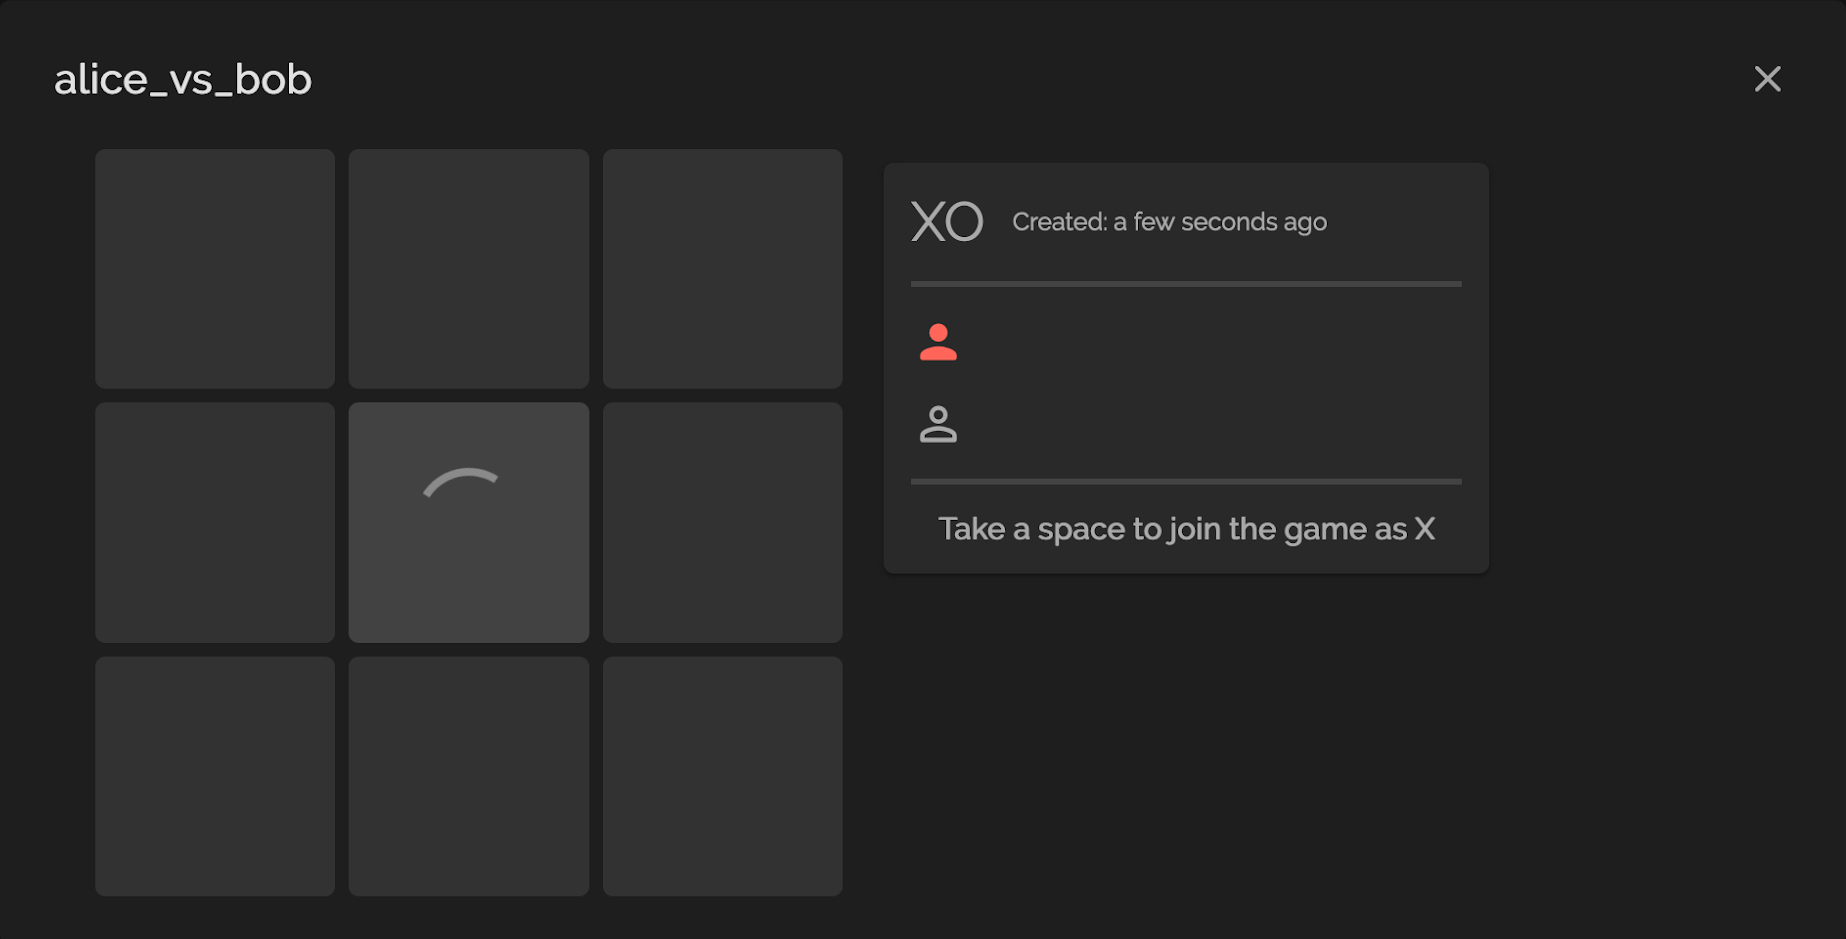 alice_vs_bob
XO Created: a few seconds ago
Take a space to join the game as X